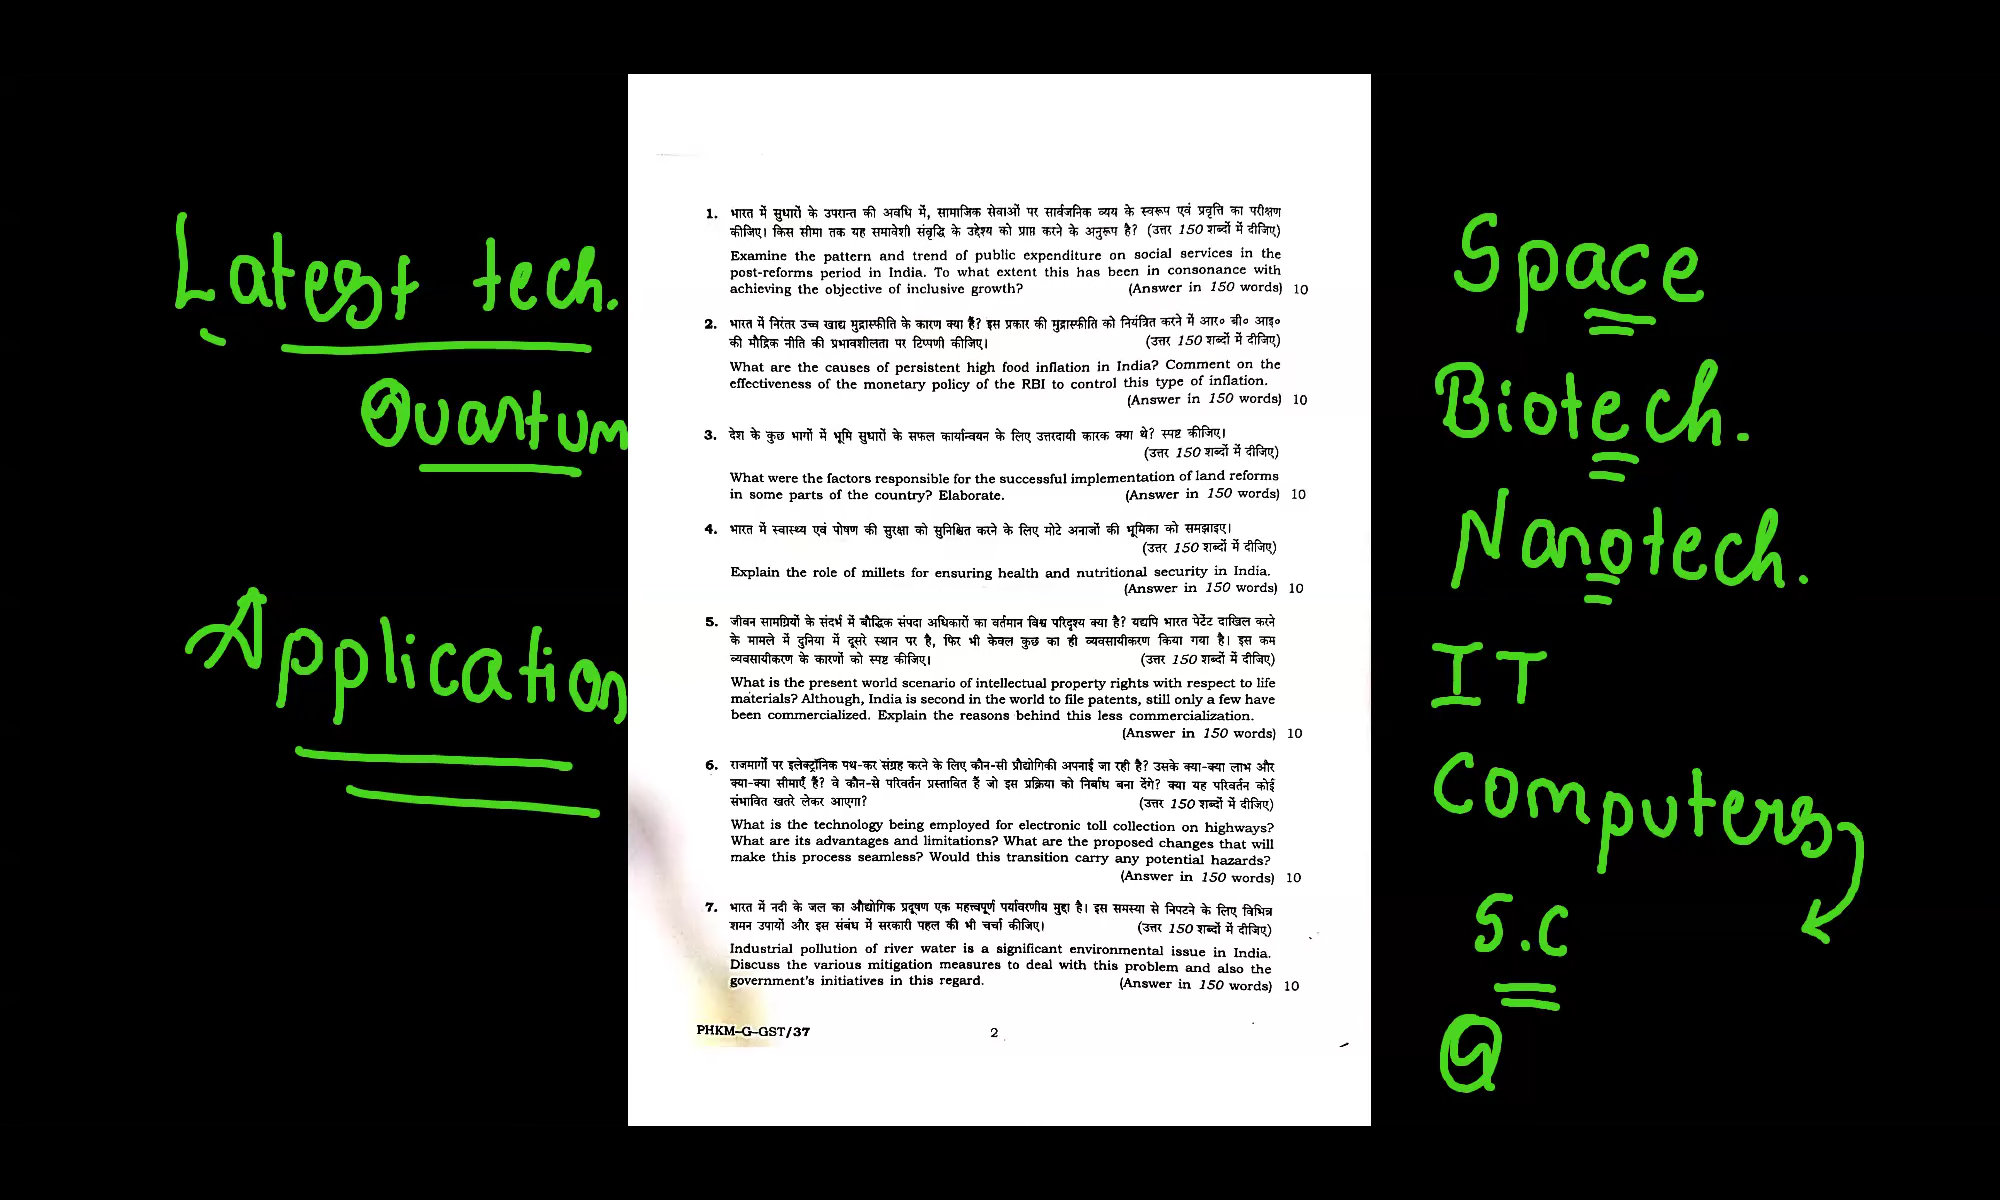 Latest tech.
Quantum
Application
1. भारत में सुधारों के उपरान्त की अवधि में, सामाजिक सेवाओं पर सार्वजनिक व्यय के स्वरूप एवं प्रवृत्ति का परीक्षण
कीजिए। किस सीमा तक यह समावेशी संवृद्धि के उद्देश्य को प्राप्त करने के अनुरूप है? (उत्तर 150 शब्दों में दीजिए)
Examine the pattern and trend of public expenditure on social services in the
post-reforms period in India. To what extent this has been in consonance with
achieving the objective of inclusive growth? (Answer in 150 words) 10
2. भारत में निरंतर उच्च खाद्य मुद्रास्फीति के कारण क्या हैं? इस प्रकार की मुद्रास्फीति को नियंत्रित करने में आर॰ बी॰ आइ॰
की मौद्रिक नीति की प्रभावशीलता पर टिप्पणी कीजिए। (उत्तर 150 शब्दों में दीजिए)
What are the causes of persistent high food inflation in India? Comment on the
effectiveness of the monetary policy of the RBI to control this type of inflation.
(Answer in 150 words) 10
3. देश के कुछ भागों में भूमि सुधारों के सफल कार्यान्वयन के लिए उत्तरदायी कारक क्या थे? स्पष्ट कीजिए।
(उत्तर 150 शब्दों में दीजिए)
What were the factors responsible for the successful implementation of land reforms
in some parts of the country? Elaborate. (Answer in 150 words) 10
4. भारत में स्वास्थ्य एवं पोषण की सुरक्षा को सुनिश्चित करने के लिए मोटे अनाजों की भूमिका को समझाइए।
(उत्तर 150 शब्दों में दीजिए)
Explain the role of millets for ensuring health and nutritional security in India.
(Answer in 150 words) 10
5. जीवन सामग्रियों के संदर्भ में बौद्धिक संपदा अधिकारों का वर्तमान विश्व परिदृश्य क्या है? यद्यपि भारत पेटेंट दाखिल करने
के मामले में दुनिया में दूसरे स्थान पर है, फिर भी केवल कुछ का ही व्यवसायीकरण किया गया है। इस कम
व्यवसायीकरण के कारणों को स्पष्ट कीजिए। (उत्तर 150 शब्दों में दीजिए)
What is the present world scenario of intellectual property rights with respect to life
materials? Although, India is second in the world to file patents, still only a few have
been commercialized. Explain the reasons behind this less commercialization.
(Answer in 150 words) 10
6. राजमार्गों पर इलेक्ट्रॉनिक पथ-कर संग्रह करने के लिए कौन-सी प्रौद्योगिकी अपनाई जा रही है? उसके क्या-क्या लाभ और
क्या-क्या सीमाएँ हैं? वे कौन-से परिवर्तन प्रस्तावित हैं जो इस प्रक्रिया को निर्बाध बना देंगे? क्या यह परिवर्तन कोई
संभावित खतरे लेकर आएगा? (उत्तर 150 शब्दों में दीजिए)
What is the technology being employed for electronic toll collection on highways?
What are its advantages and limitations? What are the proposed changes that will
make this process seamless? Would this transition carry any potential hazards?
(Answer in 150 words) 10
7. भारत में नदी के जल का औद्योगिक प्रदूषण एक महत्त्वपूर्ण पर्यावरणीय मुद्दा है। इस समस्या से निपटने के लिए विभिन्न
शमन उपायों और इस संबंध में सरकारी पहल की भी चर्चा कीजिए। (उत्तर 150 शब्दों में दीजिए)
Industrial pollution of river water is a significant environmental issue in India.
Discuss the various mitigation measures to deal with this problem and also the
government's initiatives in this regard. (Answer in 150 words) 10
PHKM-G-GST/37 2
Space
Biotech.
Nanotech.
IT
Computers
S.C
Q